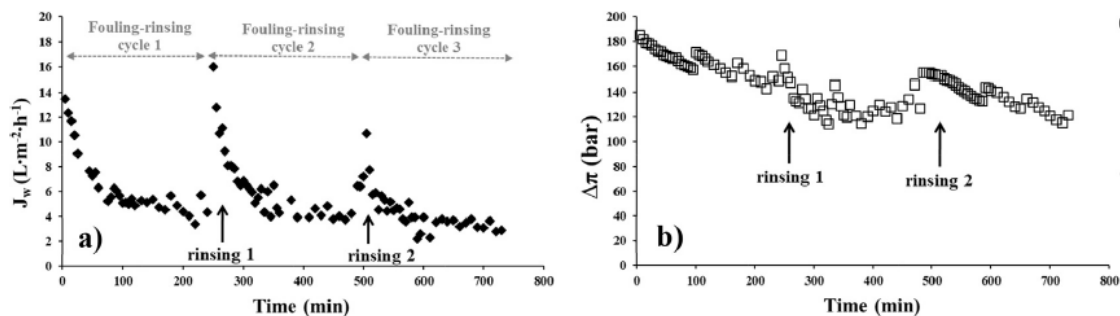 Fouling-rinsing
cycle 1
Fouling-rinsing
cycle 2
Fouling-rinsing
cycle 3
J_w (L·m⁻²·h⁻¹)
20
18
16
14
12
10
8
6
4
2
0
a)
rinsing 1
rinsing 2
0 100 200 300 400 500 600 700 800
Time (min)
Δπ (bar)
200
180
160
140
120
100
80
60
40
20
0
rinsing 1
rinsing 2
b)
0 100 200 300 400 500 600 700 800
Time (min)